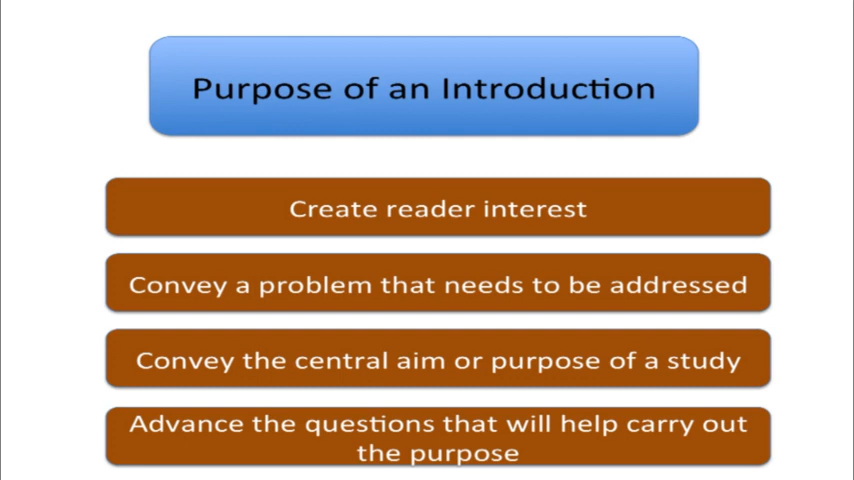 Purpose of an Introduction
Create reader interest
Convey a problem that needs to be addressed
Convey the central aim or purpose of a study
Advance the questions that will help carry out
the purpose